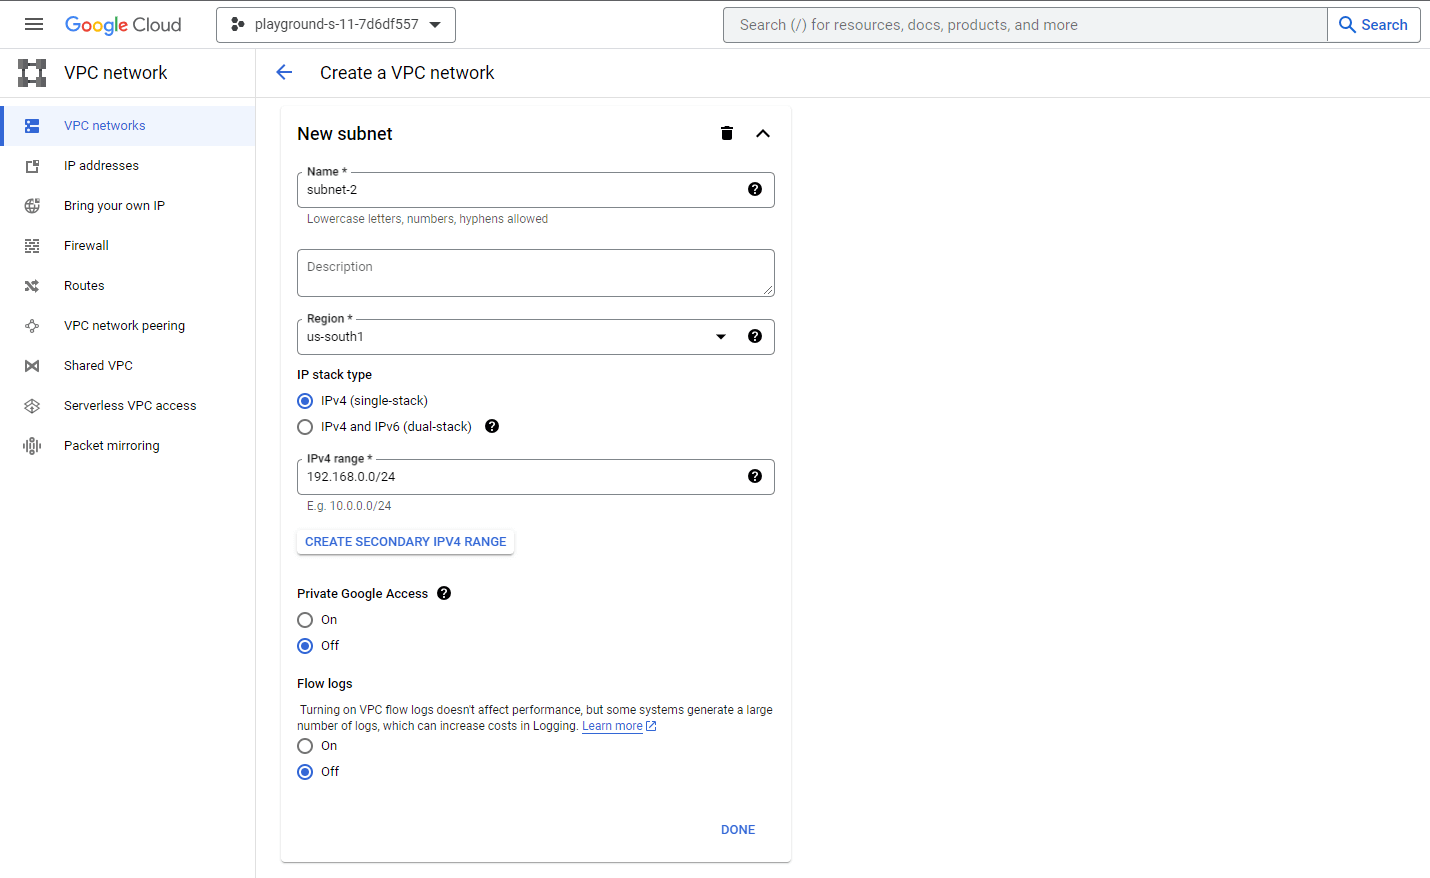 Google Cloud
playground-s-11-7d6df557
Search (/) for resources, docs, products, and more
Search
VPC network
Create a VPC network
VPC networks
IP addresses
Bring your own IP
Firewall
Routes
VPC network peering
Shared VPC
Serverless VPC access
Packet mirroring
New subnet
Name *
subnet-2
Lowercase letters, numbers, hyphens allowed
Description
Region *
us-south1
IP stack type
IPv4 (single-stack)
IPv4 and IPv6 (dual-stack)
IPv4 range *
192.168.0.0/24
E.g. 10.0.0.0/24
CREATE SECONDARY IPV4 RANGE
Private Google Access
On
Off
Flow logs
Turning on VPC flow logs doesn't affect performance, but some systems generate a large
number of logs, which can increase costs in Logging. Learn more
On
Off
DONE